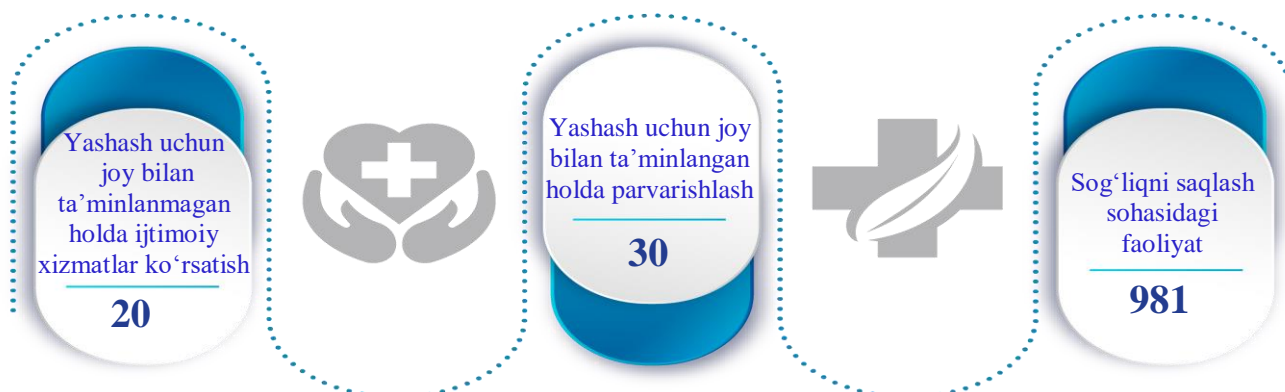 Yashash uchun
joy bilan
ta’minlanmagan
holda ijtimoiy
xizmatlar ko‘rsatish
20
Yashash uchun joy
bilan ta’minlangan
holda parvarishlash
30
Sog‘liqni saqlash
sohasidagi
faoliyat
981